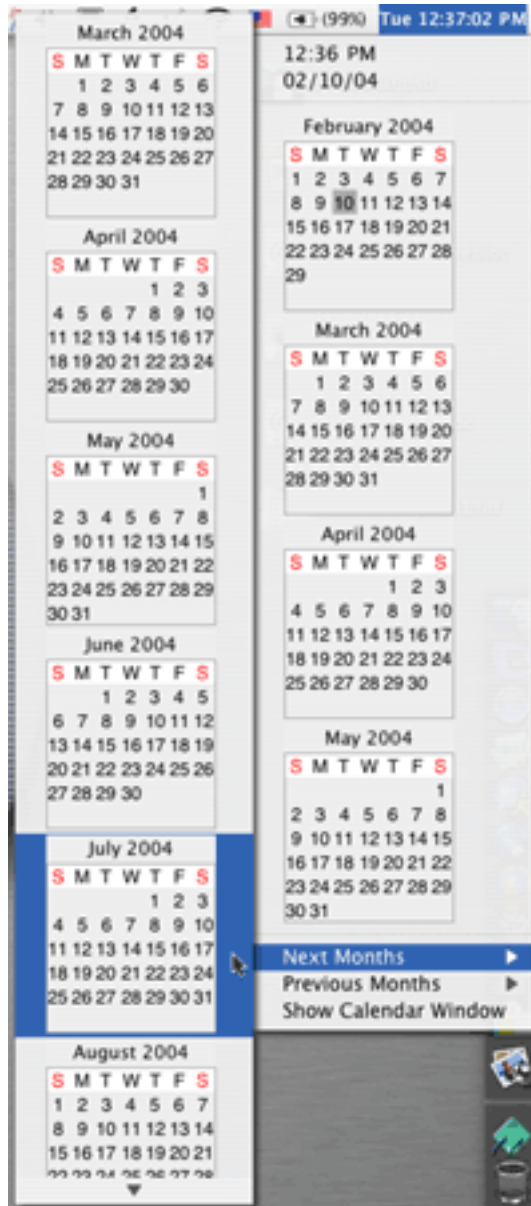 (99%) Tue 12:37:02 PM
March 2004
S M T W T F S
1 2 3 4 5 6
7 8 9 10 11 12 13
14 15 16 17 18 19 20
21 22 23 24 25 26 27
28 29 30 31
April 2004
S M T W T F S
1 2 3
4 5 6 7 8 9 10
11 12 13 14 15 16 17
18 19 20 21 22 23 24
25 26 27 28 29 30
May 2004
S M T W T F S
1
2 3 4 5 6 7 8
9 10 11 12 13 14 15
16 17 18 19 20 21 22
23 24 25 26 27 28 29
30 31
June 2004
S M T W T F S
1 2 3 4 5
6 7 8 9 10 11 12
13 14 15 16 17 18 19
20 21 22 23 24 25 26
27 28 29 30
July 2004
S M T W T F S
1 2 3
4 5 6 7 8 9 10
11 12 13 14 15 16 17
18 19 20 21 22 23 24
25 26 27 28 29 30 31
August 2004
S M T W T F S
1 2 3 4 5 6 7
8 9 10 11 12 13 14
15 16 17 18 19 20 21
22 23 24 25 26 27 28
12:36 PM
02/10/04
February 2004
S M T W T F S
1 2 3 4 5 6 7
8 9 10 11 12 13 14
15 16 17 18 19 20 21
22 23 24 25 26 27 28
29
March 2004
S M T W T F S
1 2 3 4 5 6
7 8 9 10 11 12 13
14 15 16 17 18 19 20
21 22 23 24 25 26 27
28 29 30 31
April 2004
S M T W T F S
1 2 3
4 5 6 7 8 9 10
11 12 13 14 15 16 17
18 19 20 21 22 23 24
25 26 27 28 29 30
May 2004
S M T W T F S
1
2 3 4 5 6 7 8
9 10 11 12 13 14 15
16 17 18 19 20 21 22
23 24 25 26 27 28 29
30 31
Next Months
Previous Months
Show Calendar Window